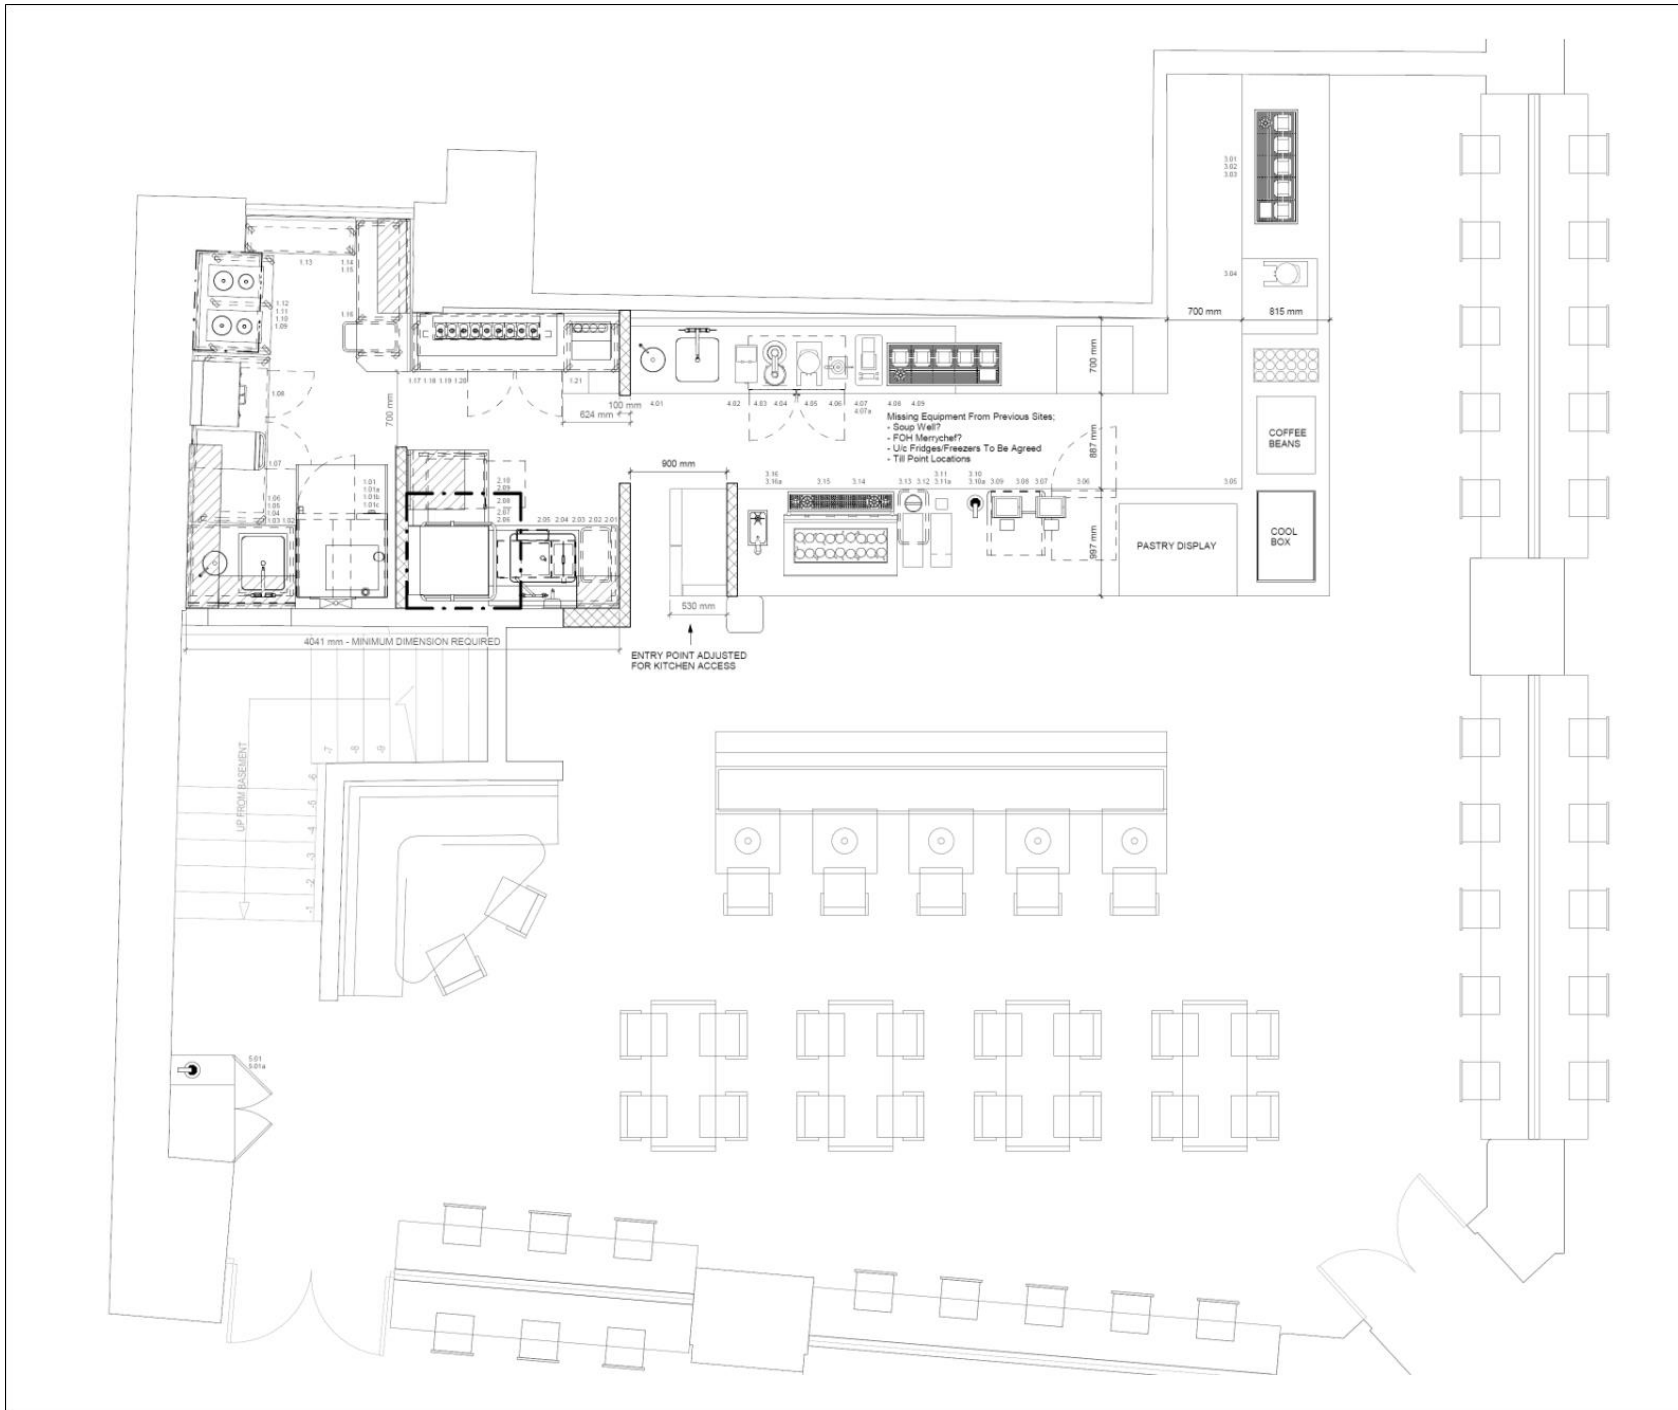 3.01
3.02
3.03
3.04
1.13
1.14
1.15
1.12
1.11
1.10
1.09
1.16
700 mm
815 mm
700 mm
1.17 1.18 1.19 1.20
1.21
1.08
700 mm
100 mm
624 mm
4.01
4.02 4.03 4.04 4.05 4.06 4.07 4.08 4.09
4.07a
Missing Equipment From Previous Sites;
- Soup Well?
- FOH Merrychef?
- U/c Fridges/Freezers To Be Agreed
- Till Point Locations
887 mm
COFFEE
BEANS
1.07
900 mm
1.01
1.01a
1.01b
1.01c
1.06
1.05
1.04
1.03 1.02
2.10
2.09
2.08
2.07
2.06
2.05 2.04 2.03 2.02 2.01
3.16
3.16a
3.15 3.14
3.13 3.12
3.11
3.11a
3.10
3.10a
3.09 3.08 3.07 3.06 3.05
997 mm
PASTRY DISPLAY
COOL
BOX
530 mm
4041 mm - MINIMUM DIMENSION REQUIRED
ENTRY POINT ADJUSTED
FOR KITCHEN ACCESS
UP FROM BASEMENT
-7
-8
-9
-6
-5
-4
-3
-2
-1
5.01
5.01a